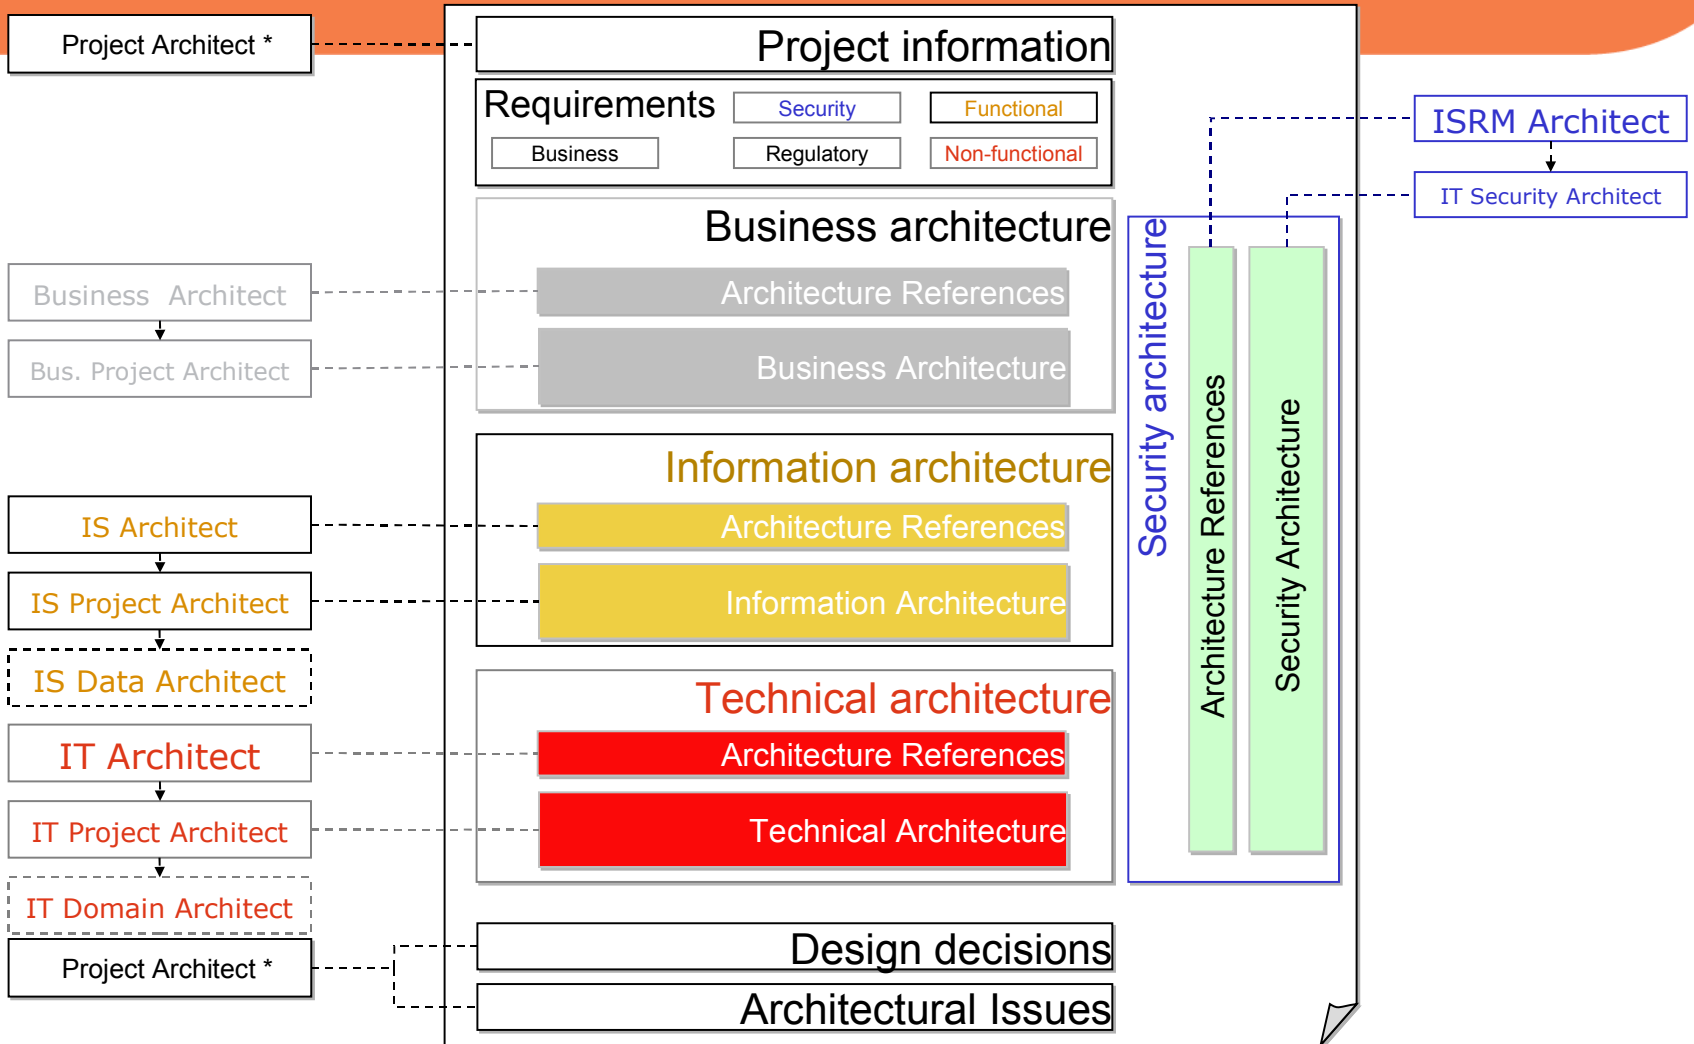 Project Architect *
Project information
Requirements
Security
Functional
Business
Regulatory
Non-functional
ISRM Architect
IT Security Architect
Business architecture
Business  Architect
Architecture References
Bus. Project Architect
Business Architecture
Security architecture
Architecture References
Security Architecture
Information architecture
IS Architect
Architecture References
IS Project Architect
Information Architecture
IS Data Architect
Technical architecture
IT Architect
Architecture References
IT Project Architect
Technical Architecture
IT Domain Architect
Project Architect *
Design decisions
Architectural Issues